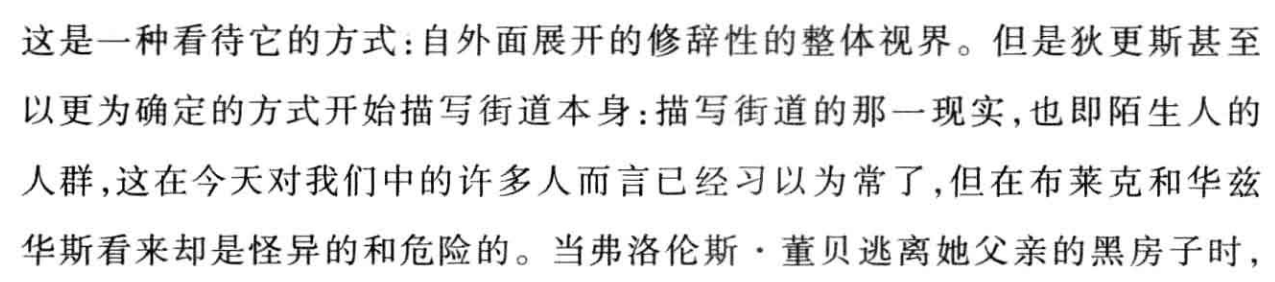 这是一种看待它的方式:自外面展开的修辞性的整体视界。但是狄更斯甚至
以更为确定的方式开始描写街道本身:描写街道的那一现实,也即陌生人的
人群,这在今天对我们中的许多人而言已经习以为常了,但在布莱克和华兹
华斯看来却是怪异的和危险的。当弗洛伦斯·董贝逃离她父亲的黑房子时,